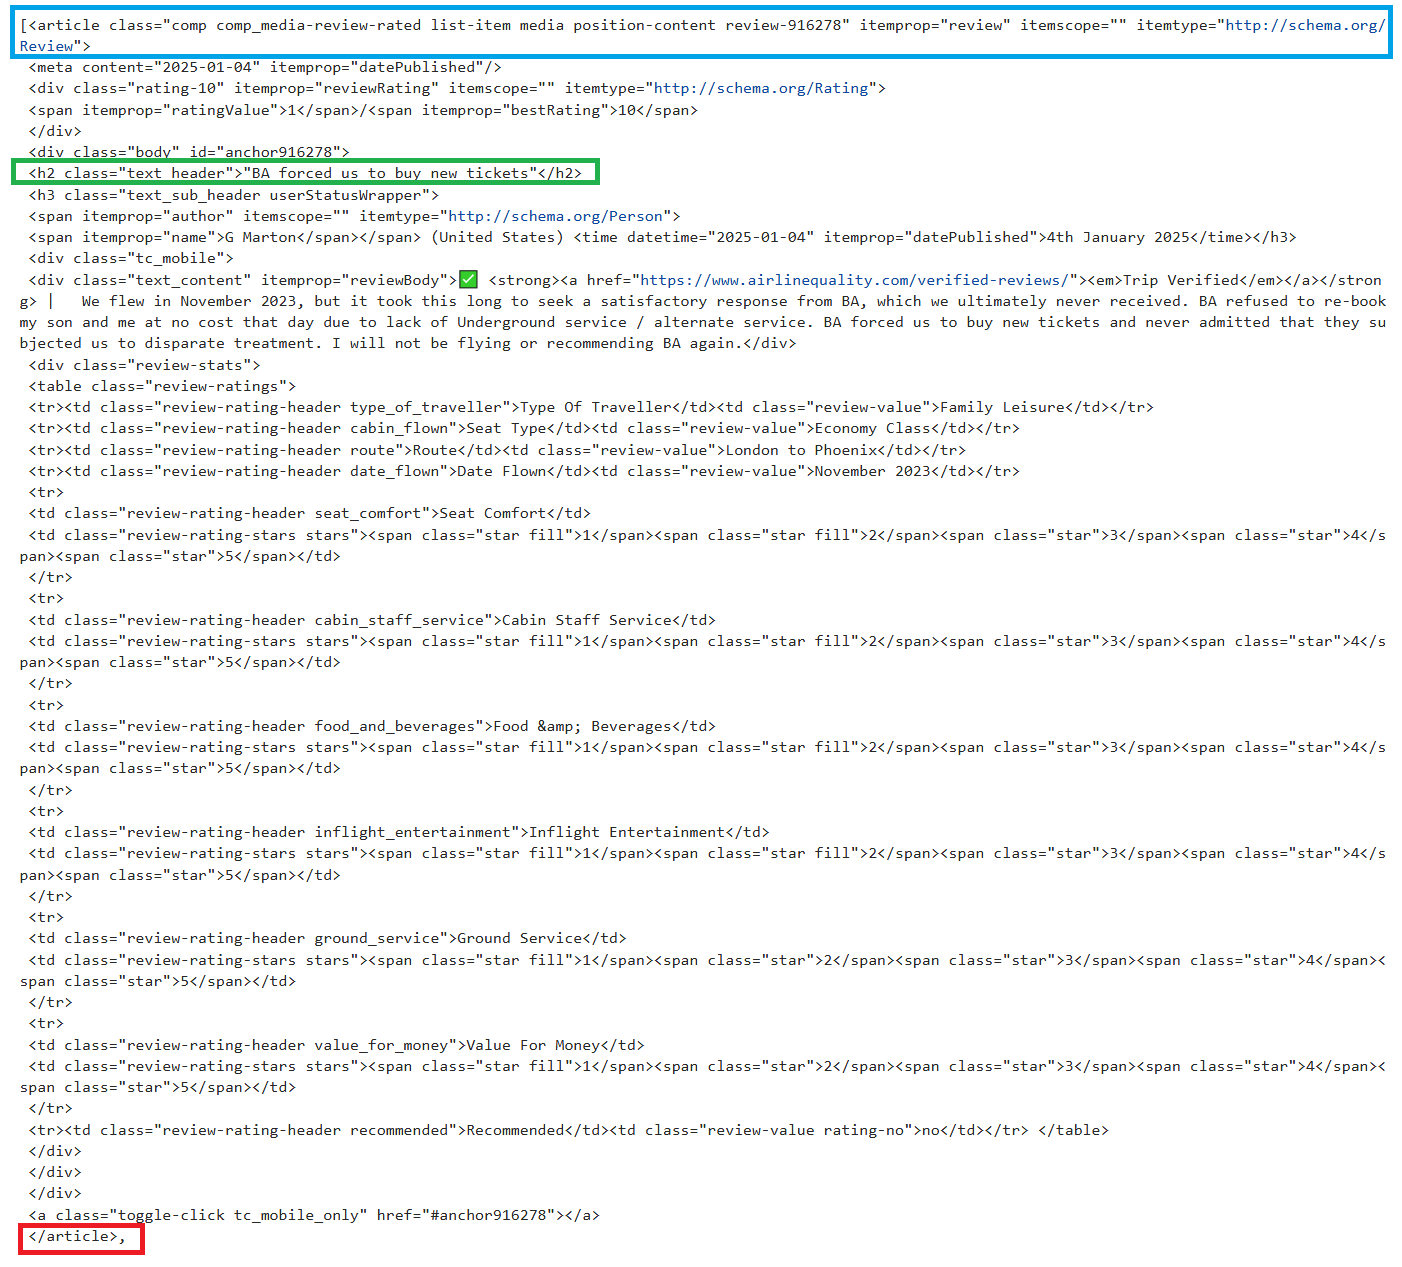 [<article class="comp comp_media-review-rated list-item media position-content review-916278" itemprop="review" itemscope="" itemtype="http://schema.org/
Review">
<meta content="2025-01-04" itemprop="datePublished"/>
<div class="rating-10" itemprop="reviewRating" itemscope="" itemtype="http://schema.org/Rating">
<span itemprop="ratingValue">1</span>/<span itemprop="bestRating">10</span>
</div>
<div class="body" id="anchor916278">
<h2 class="text_header">"BA forced us to buy new tickets"</h2>
<h3 class="text_sub_header userStatusWrapper">
<span itemprop="author" itemscope="" itemtype="http://schema.org/Person">
<span itemprop="name">G Marton</span></span> (United States) <time datetime="2025-01-04" itemprop="datePublished">4th January 2025</time></h3>
<div class="tc_mobile">
<div class="text_content" itemprop="reviewBody">✅ <strong><a href="https://www.airlinequality.com/verified-reviews/"><em>Trip Verified</em></a></stron
g> |   We flew in November 2023, but it took this long to seek a satisfactory response from BA, which we ultimately never received. BA refused to re-book
my son and me at no cost that day due to lack of Underground service / alternate service. BA forced us to buy new tickets and never admitted that they su
bjected us to disparate treatment. I will not be flying or recommending BA again.</div>
<div class="review-stats">
<table class="review-ratings">
<tr><td class="review-rating-header type_of_traveller">Type Of Traveller</td><td class="review-value">Family Leisure</td></tr>
<tr><td class="review-rating-header cabin_flown">Seat Type</td><td class="review-value">Economy Class</td></tr>
<tr><td class="review-rating-header route">Route</td><td class="review-value">London to Phoenix</td></tr>
<tr><td class="review-rating-header date_flown">Date Flown</td><td class="review-value">November 2023</td></tr>
<tr>
<td class="review-rating-header seat_comfort">Seat Comfort</td>
<td class="review-rating-stars stars"><span class="star fill">1</span><span class="star fill">2</span><span class="star">3</span><span class="star">4</s
pan><span class="star">5</span></td>
</tr>
<tr>
<td class="review-rating-header cabin_staff_service">Cabin Staff Service</td>
<td class="review-rating-stars stars"><span class="star fill">1</span><span class="star fill">2</span><span class="star">3</span><span class="star">4</s
pan><span class="star">5</span></td>
</tr>
<tr>
<td class="review-rating-header food_and_beverages">Food &amp; Beverages</td>
<td class="review-rating-stars stars"><span class="star fill">1</span><span class="star fill">2</span><span class="star">3</span><span class="star">4</s
pan><span class="star">5</span></td>
</tr>
<tr>
<td class="review-rating-header inflight_entertainment">Inflight Entertainment</td>
<td class="review-rating-stars stars"><span class="star fill">1</span><span class="star fill">2</span><span class="star">3</span><span class="star">4</s
pan><span class="star">5</span></td>
</tr>
<tr>
<td class="review-rating-header ground_service">Ground Service</td>
<td class="review-rating-stars stars"><span class="star fill">1</span><span class="star">2</span><span class="star">3</span><span class="star">4</span><
span class="star">5</span></td>
</tr>
<tr>
<td class="review-rating-header value_for_money">Value For Money</td>
<td class="review-rating-stars stars"><span class="star fill">1</span><span class="star">2</span><span class="star">3</span><span class="star">4</span><
span class="star">5</span></td>
</tr>
<tr><td class="review-rating-header recommended">Recommended</td><td class="review-value rating-no">no</td></tr> </table>
</div>
</div>
</div>
<a class="toggle-click tc_mobile_only" href="#anchor916278"></a>
</article>,